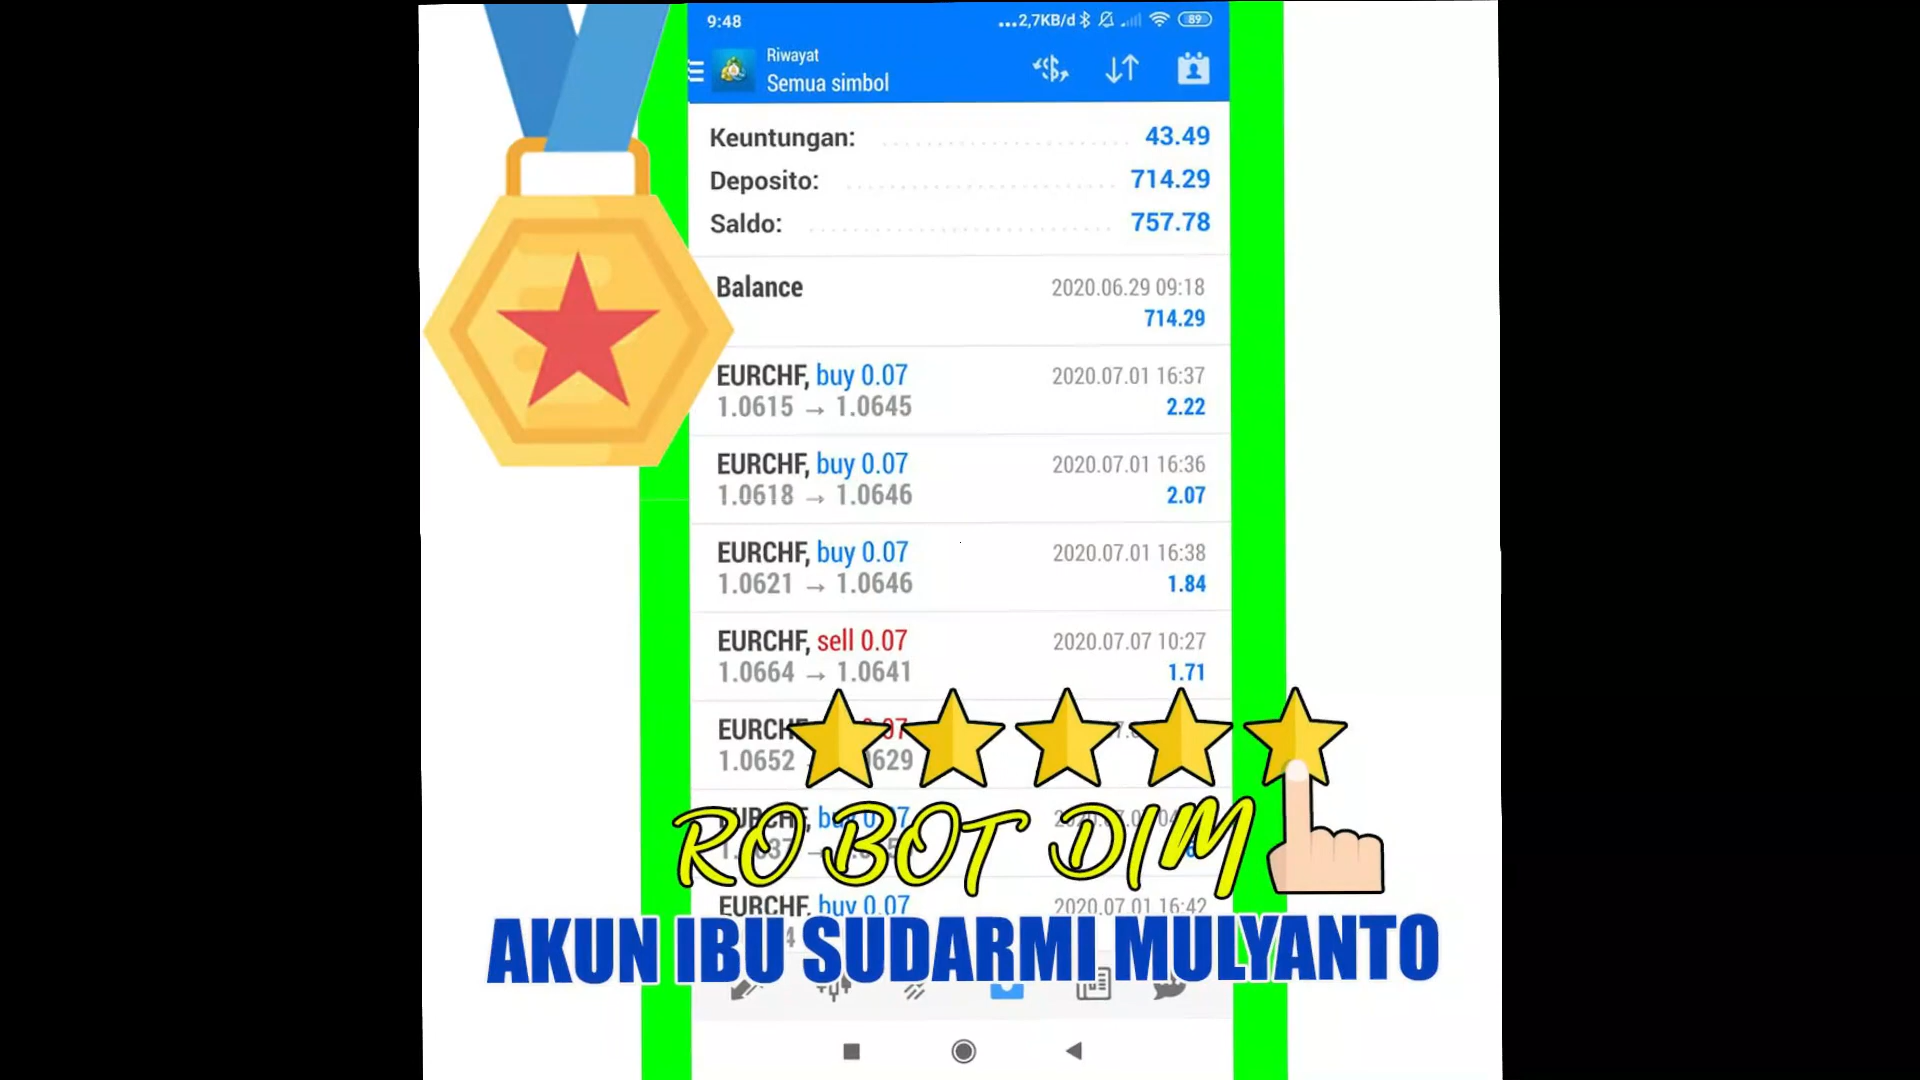 9:48
...2,7KB/d 89
Riwayat
Semua simbol
Keuntungan: 43.49
Deposito: 714.29
Saldo: 757.78
Balance 2020.06.29 09:18
714.29
EURCHF, buy 0.07 2020.07.01 16:37
1.0615 → 1.0645 2.22
EURCHF, buy 0.07 2020.07.01 16:36
1.0618 → 1.0646 2.07
EURCHF, buy 0.07 2020.07.01 16:38
1.0621 → 1.0646 1.84
EURCHF, sell 0.07 2020.07.07 10:27
1.0664 → 1.0641 1.71
1.0652
ROBOT DIM
EURCHF, buy 0.07 2020.07.01 16:42
AKUN IBU SUDARMI MULYANTO